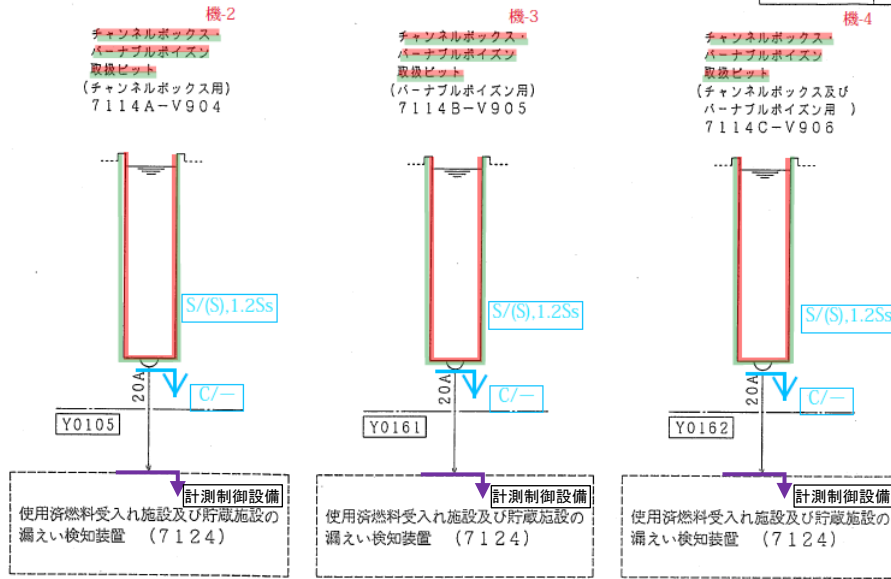 機-2
チャンネルボックス・
バーナブルポイズン
取扱ピット
(チャンネルボックス用)
7114A-V904
S/(S),1.2Ss
20A
C/―
Y0105
計測制御設備
使用済燃料受入れ施設及び貯蔵施設の
漏えい検知装置 (7124)
機-3
チャンネルボックス・
バーナブルポイズン
取扱ピット
(バーナブルポイズン用)
7114B-V905
S/(S),1.2Ss
20A
C/―
Y0161
計測制御設備
使用済燃料受入れ施設及び貯蔵施設の
漏えい検知装置 (7124)
機-4
チャンネルボックス・
バーナブルポイズン
取扱ピット
(チャンネルボックス及び
バーナブルポイズン用 )
7114C-V906
S/(S),1.2Ss
20A
C/―
Y0162
計測制御設備
使用済燃料受入れ施設及び貯蔵施設の
漏えい検知装置 (7124)